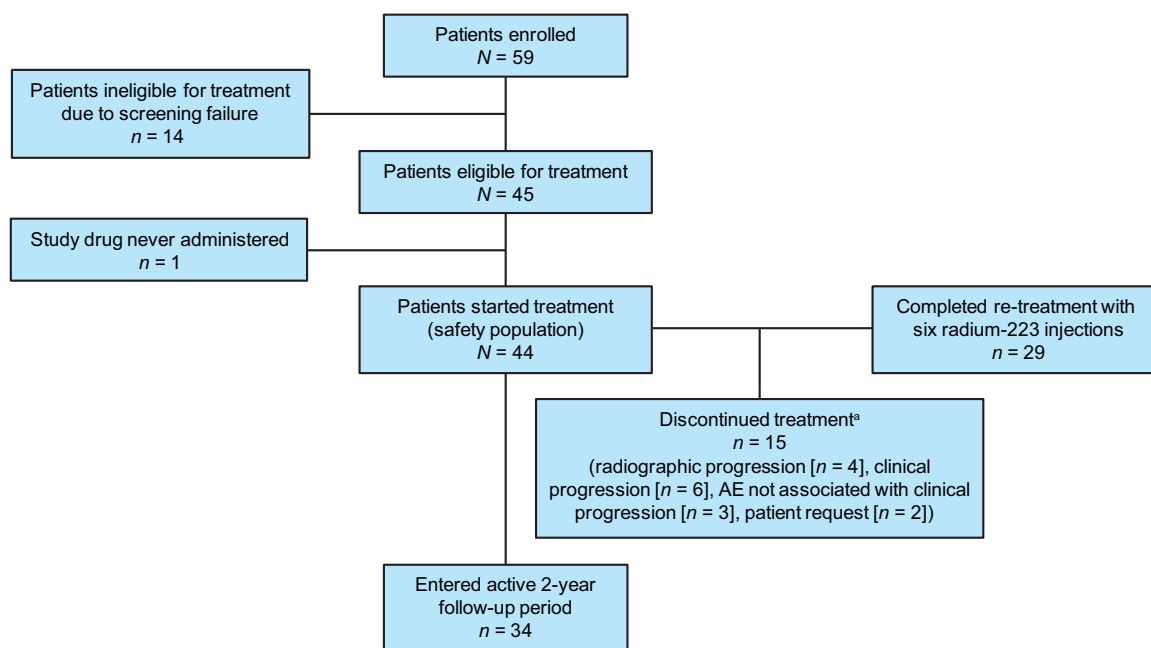 Patients enrolled
N = 59
Patients ineligible for treatment
due to screening failure
n = 14
Patients eligible for treatment
N = 45
Study drug never administered
n = 1
Patients started treatment
(safety population)
N = 44
Completed re-treatment with
six radium-223 injections
n = 29
Discontinued treatmentᵃ
n = 15
(radiographic progression [n = 4], clinical
progression [n = 6], AE not associated with clinical
progression [n = 3], patient request [n = 2])
Entered active 2-year
follow-up period
n = 34